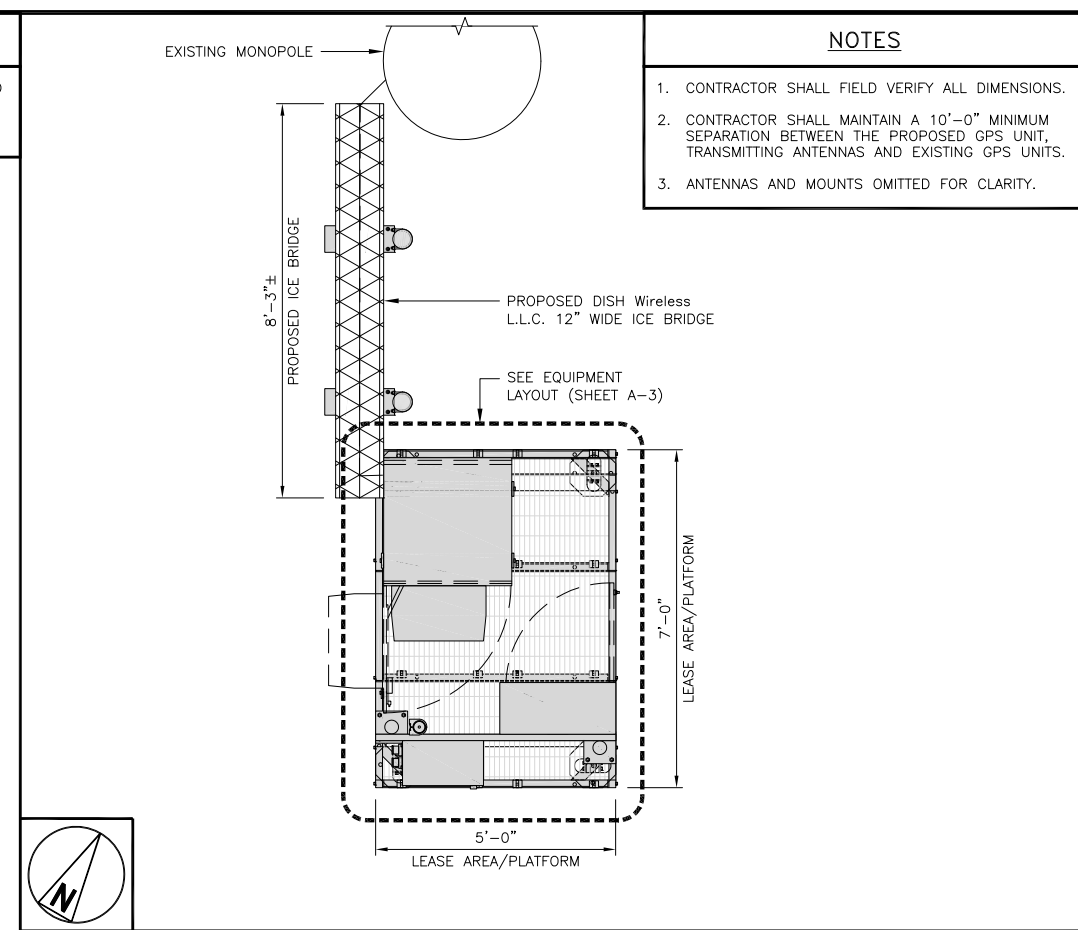 EXISTING MONOPOLE
NOTES
1. CONTRACTOR SHALL FIELD VERIFY ALL DIMENSIONS.
2. CONTRACTOR SHALL MAINTAIN A 10'-0" MINIMUM
SEPARATION BETWEEN THE PROPOSED GPS UNIT,
TRANSMITTING ANTENNAS AND EXISTING GPS UNITS.
3. ANTENNAS AND MOUNTS OMITTED FOR CLARITY.
8'-3"±
PROPOSED ICE BRIDGE
PROPOSED DISH Wireless
L.L.C. 12" WIDE ICE BRIDGE
SEE EQUIPMENT
LAYOUT (SHEET A-3)
7'-0"
LEASE AREA/PLATFORM
5'-0"
LEASE AREA/PLATFORM
N